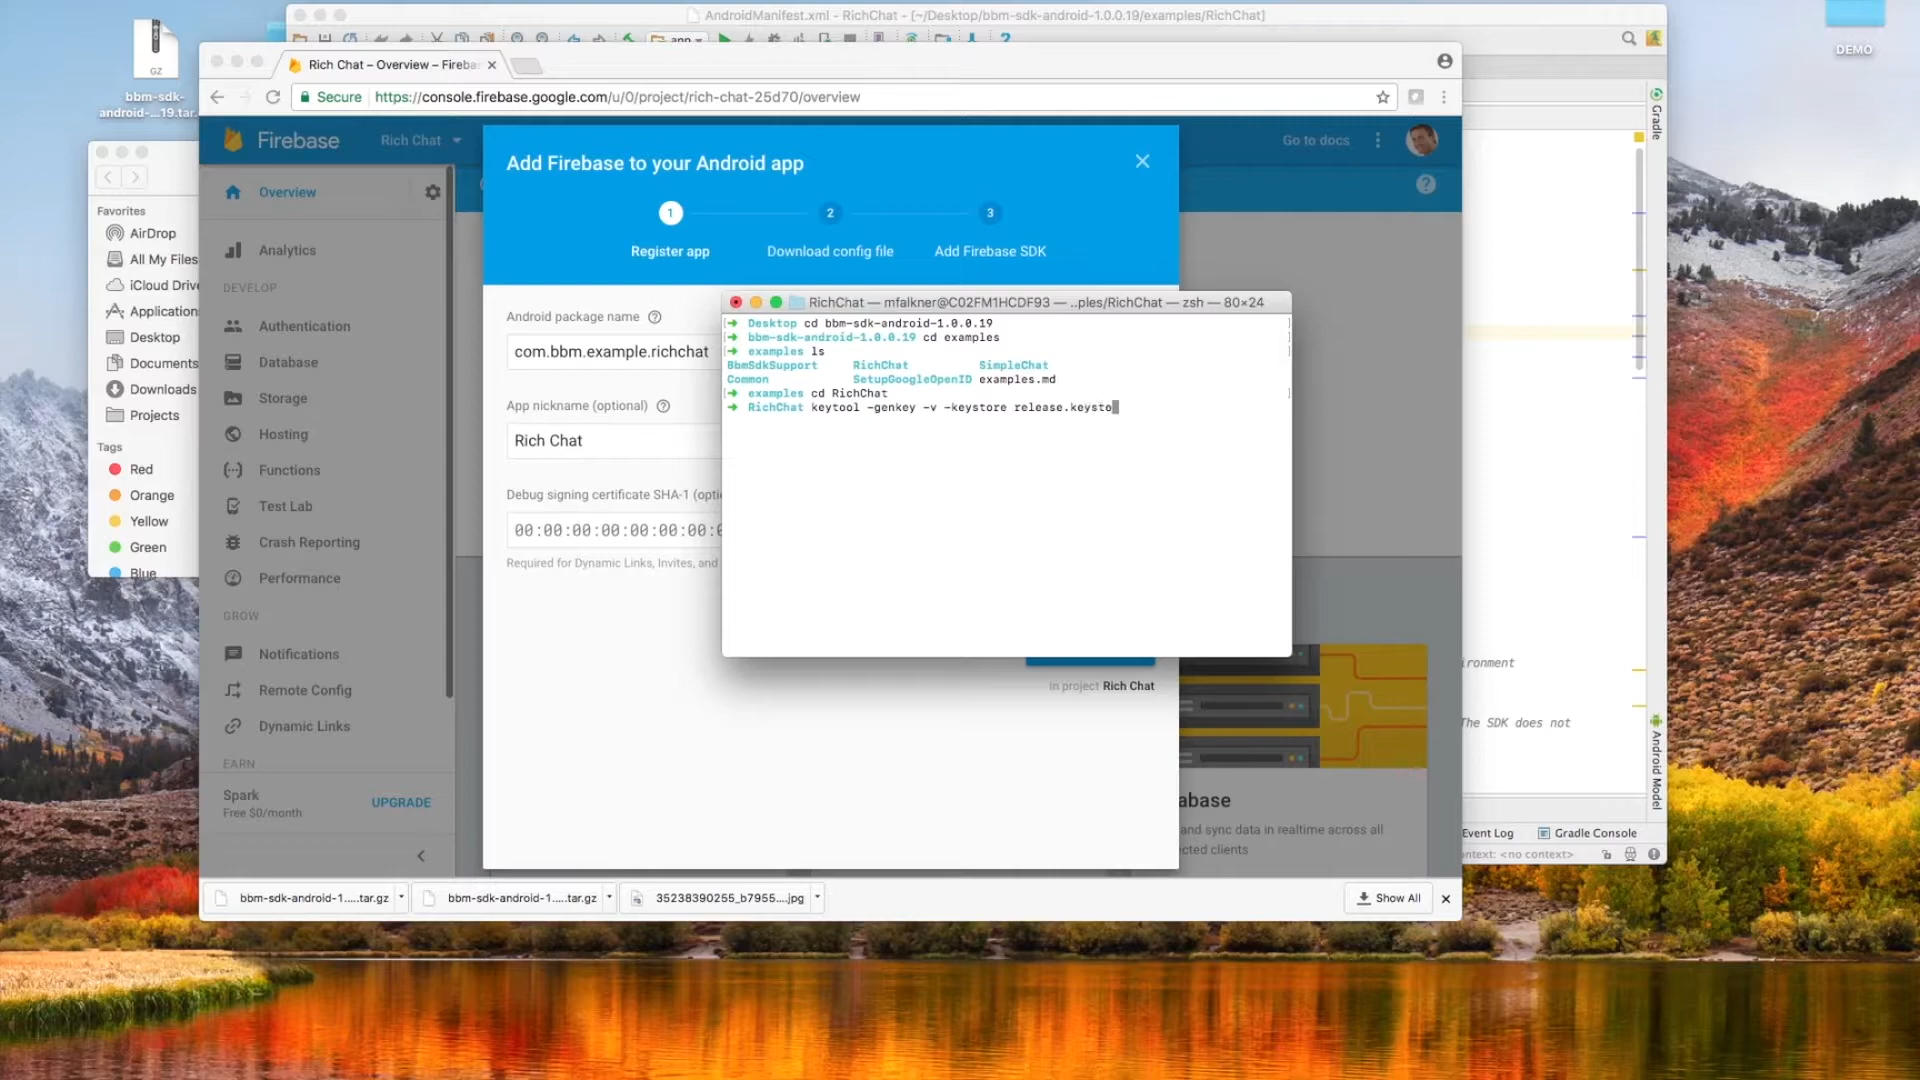 AndroidManifest.xml - RichChat - [~/Desktop/bbm-sdk-android-1.0.0.19/examples/RichChat]
app
GZ
bbm-sdk-
android-...19.tar.
DEMO
Rich Chat – Overview – Fireba
Secure https://console.firebase.google.com/u/0/project/rich-chat-25d70/overview
Firebase
Rich Chat
Go to docs
Add Firebase to your Android app
1
2
3
Register app
Download config file
Add Firebase SDK
Favorites
AirDrop
All My Files
iCloud Drive
Application
Desktop
Documents
Downloads
Projects
Tags
Red
Orange
Yellow
Green
Blue
Overview
Analytics
DEVELOP
Authentication
Database
Storage
Hosting
Functions
Test Lab
Crash Reporting
Performance
GROW
Notifications
Remote Config
Dynamic Links
EARN
Spark
Free $0/month
UPGRADE
Android package name
com.bbm.example.richchat
App nickname (optional)
Rich Chat
Debug signing certificate SHA-1 (opti
00:00:00:00:00:00:00:0
Required for Dynamic Links, Invites, and
RichChat — mfalkner@C02FM1HCDF93 — ..ples/RichChat — zsh — 80×24
➜ Desktop cd bbm-sdk-android-1.0.0.19
➜ bbm-sdk-android-1.0.0.19 cd examples
➜ examples ls
BbmSdkSupport RichChat SimpleChat
Common SetupGoogleOpenID examples.md
➜ examples cd RichChat
➜ RichChat keytool -genkey -v -keystore release.keysto
in project Rich Chat
abase
and sync data in realtime across all
cted clients
ironment
The SDK does not
Gradle
Android Model
Event Log
Gradle Console
ntext: <no context>
bbm-sdk-android-1.....tar.gz
bbm-sdk-android-1.....tar.gz
35238390255_b7955....jpg
Show All